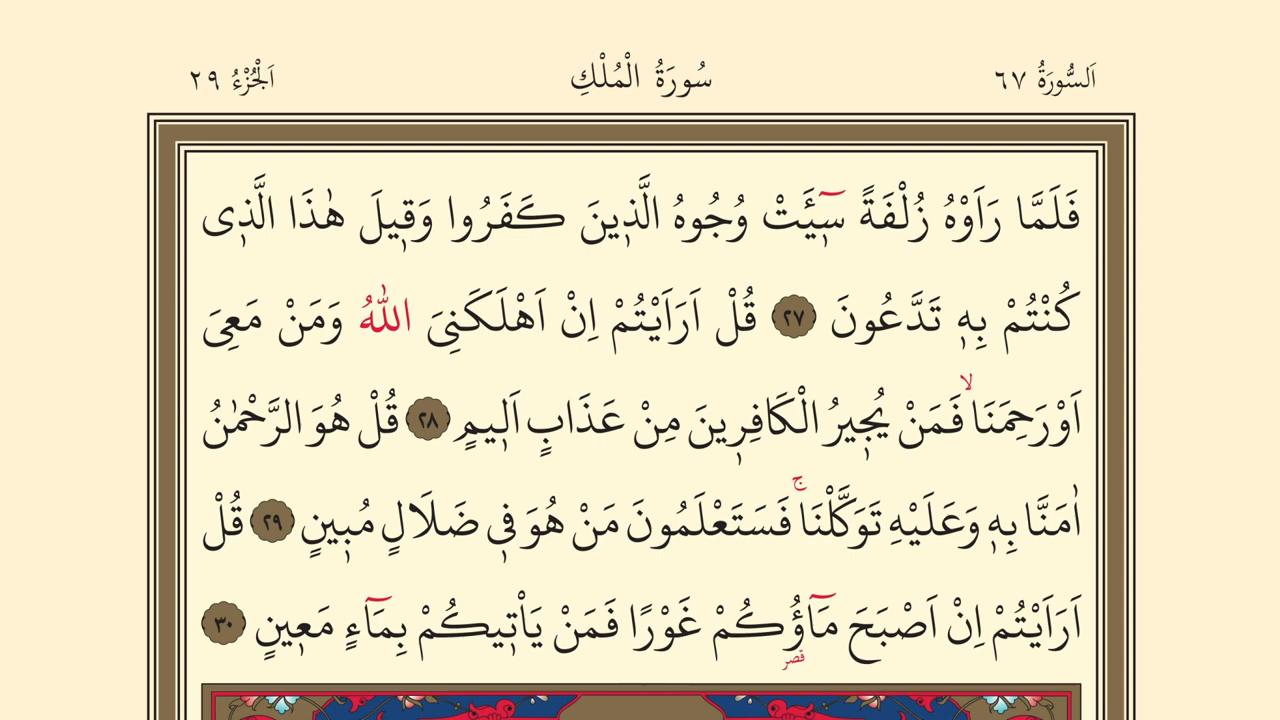 اَلسُّورَةُ ٦٧ سُورَةُ الْمُلْكِ اَلْجُزْءُ ٢٩
فَلَمَّا رَاَوْهُ زُلْفَةً سٖٓيـَٔتْ وُجُوهُ الَّذٖينَ كَفَرُوا وَقٖيلَ هٰذَا الَّذٖى
كُنْتُمْ بِهٖ تَدَّعُونَ ٢٧ قُلْ اَرَاَيْتُمْ اِنْ اَهْلَكَنِىَ اللّٰهُ وَمَنْ مَعِىَ
اَوْ رَحِمَنَاۙ فَمَنْ يُجٖيرُ الْكَافِرٖينَ مِنْ عَذَابٍ اَلٖيمٍ ٢٨ قُلْ هُوَ الرَّحْمٰنُ
اٰمَنَّا بِهٖ وَعَلَيْهِ تَوَكَّلْنَاۚ فَسَتَعْلَمُونَ مَنْ هُوَ فٖى ضَلَالٍ مُبٖينٍ ٢٩ قُلْ
اَرَاَيْتُمْ اِنْ اَصْبَحَ مَٓاؤُ۬كُمْ غَوْرًا فَمَنْ يَاْتٖيكُمْ بِمَٓاءٍ مَعٖينٍ ٣٠
قصر